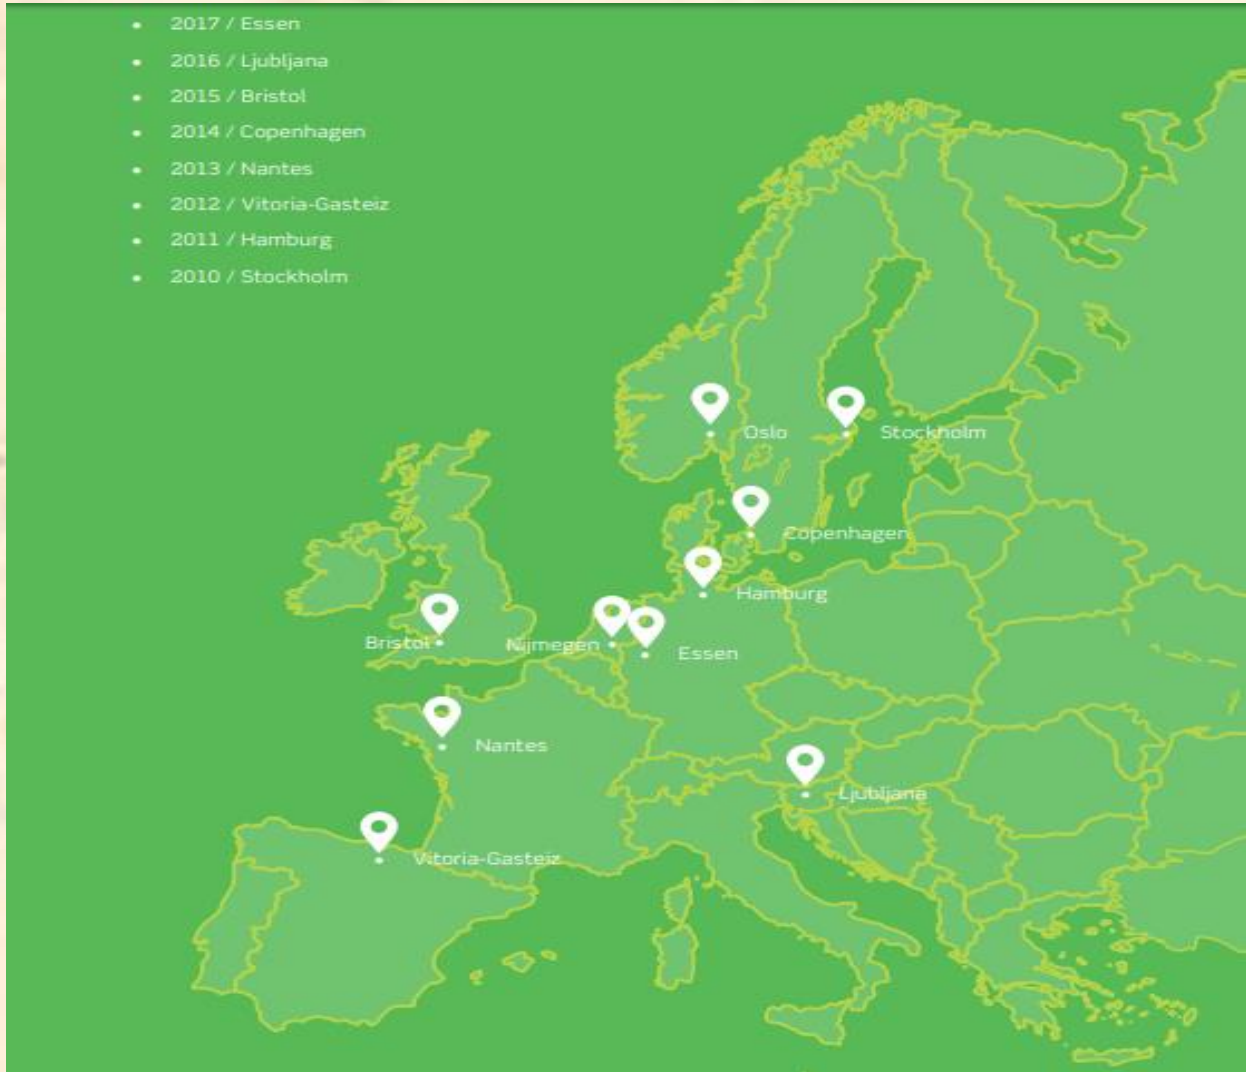 2017 / Essen
2016 / Ljubljana
2015 / Bristol
2014 / Copenhagen
2013 / Nantes
2012 / Vitoria-Gasteiz
2011 / Hamburg
2010 / Stockholm
Oslo
Stockholm
Copenhagen
Hamburg
Bristol
Nijmegen
Essen
Nantes
Ljubljana
Vitoria-Gasteiz